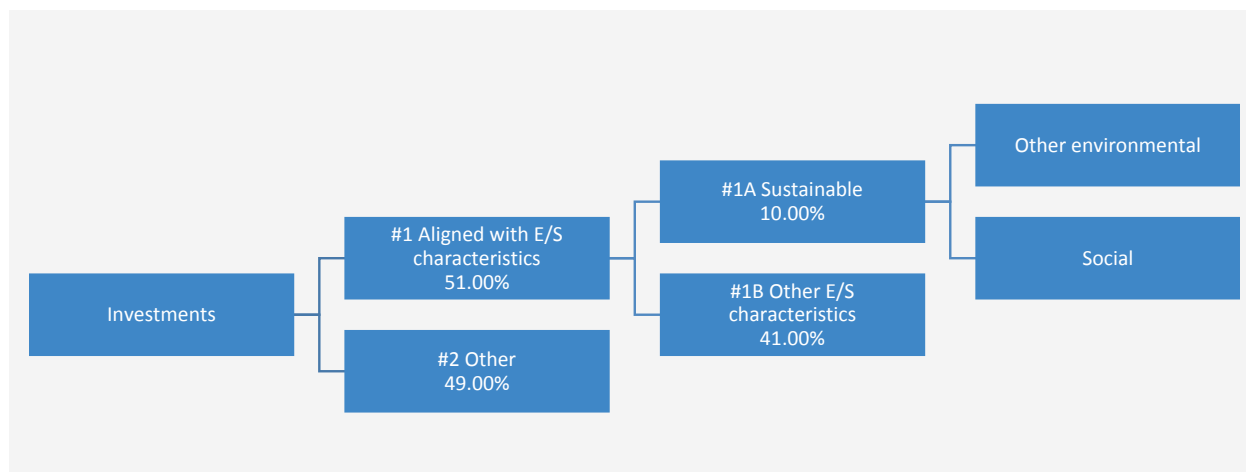 Investments
#1 Aligned with E/S
characteristics
51.00%
#2 Other
49.00%
#1A Sustainable
10.00%
#1B Other E/S
characteristics
41.00%
Other environmental
Social